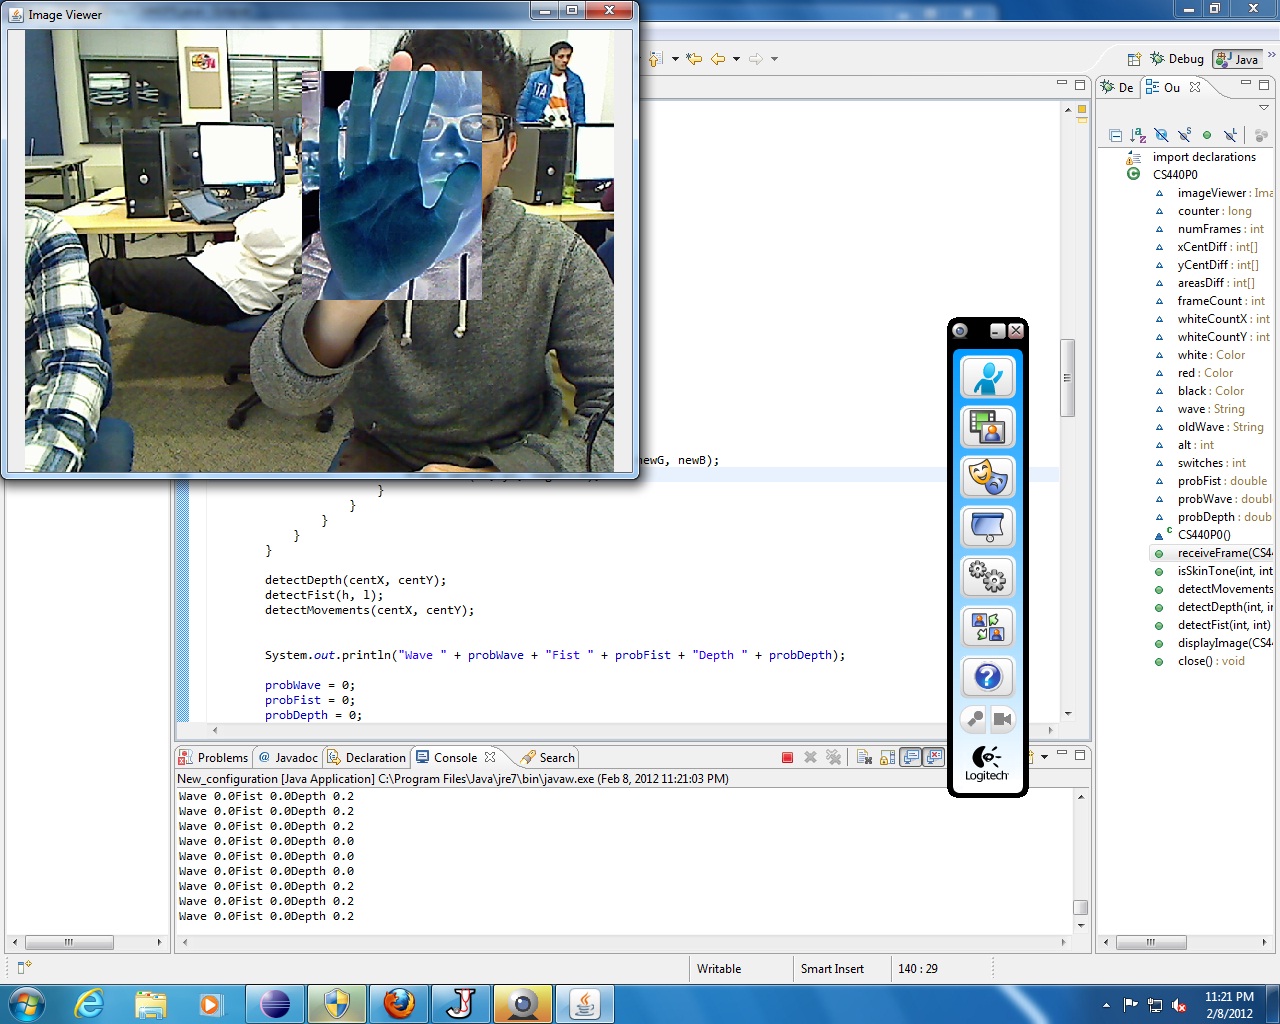 Image Viewer
Debug
Java
De
Ou
import declarations
CS440P0
imageViewer : Ima
counter : long
numFrames : int
xCentDiff : int[]
yCentDiff : int[]
areasDiff : int[]
frameCount : int
whiteCountX : int
whiteCountY : int
white : Color
red : Color
black : Color
wave : String
oldWave : String
alt : int
switches : int
probFist : double
probWave : doubl
probDepth : doub
CS440P0()
receiveFrame(CS4
isSkinTone(int, int
detectMovements
detectDepth(int, ir
detectFist(int, int)
displayImage(CS4
close() : void
newG, newB);
}
}
}
}
}
detectDepth(centX, centY);
detectFist(h, l);
detectMovements(centX, centY);
System.out.println("Wave " + probWave + "Fist " + probFist + "Depth " + probDepth);
probWave = 0;
probFist = 0;
probDepth = 0;
Problems
@ Javadoc
Declaration
Console
Search
New_configuration [Java Application] C:\Program Files\Java\jre7\bin\javaw.exe (Feb 8, 2012 11:21:03 PM)
Wave 0.0Fist 0.0Depth 0.2
Wave 0.0Fist 0.0Depth 0.2
Wave 0.0Fist 0.0Depth 0.2
Wave 0.0Fist 0.0Depth 0.0
Wave 0.0Fist 0.0Depth 0.0
Wave 0.0Fist 0.0Depth 0.0
Wave 0.0Fist 0.0Depth 0.2
Wave 0.0Fist 0.0Depth 0.2
Wave 0.0Fist 0.0Depth 0.2
Logitech
Writable
Smart Insert
140 : 29
11:21 PM
2/8/2012